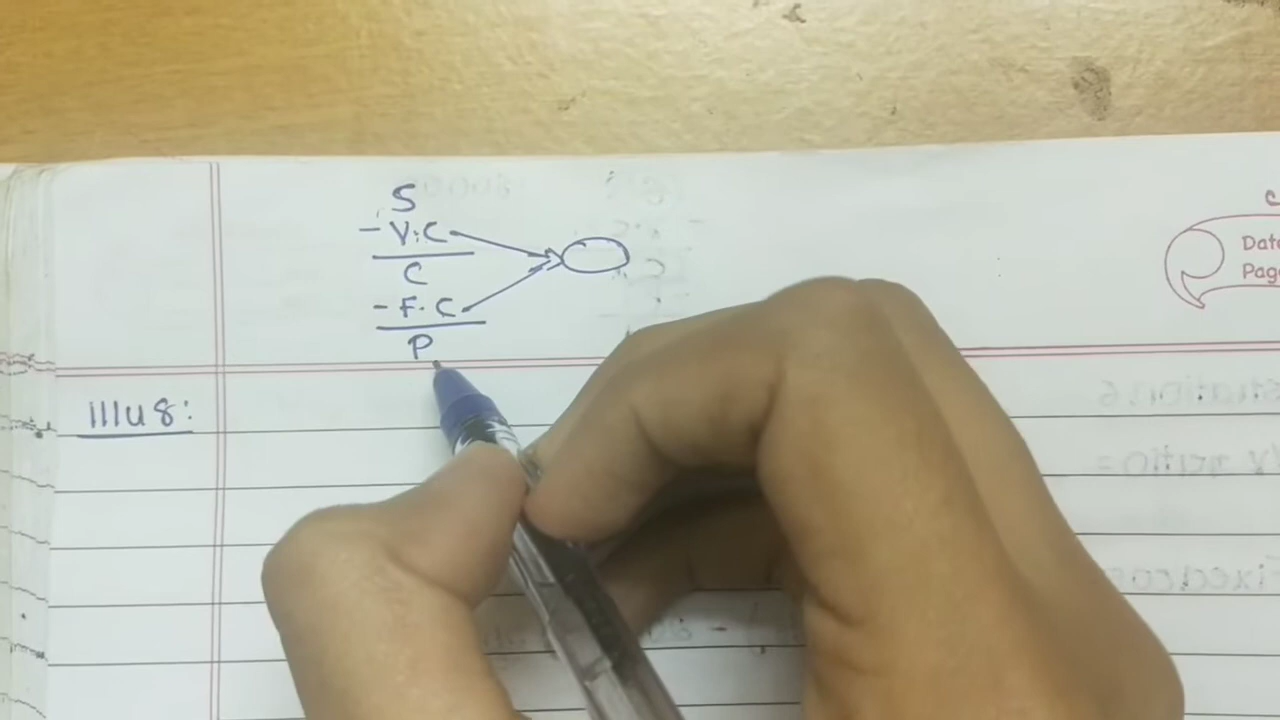 S
- V.C
C
- F.C
P
Date
Page
Illu 8: